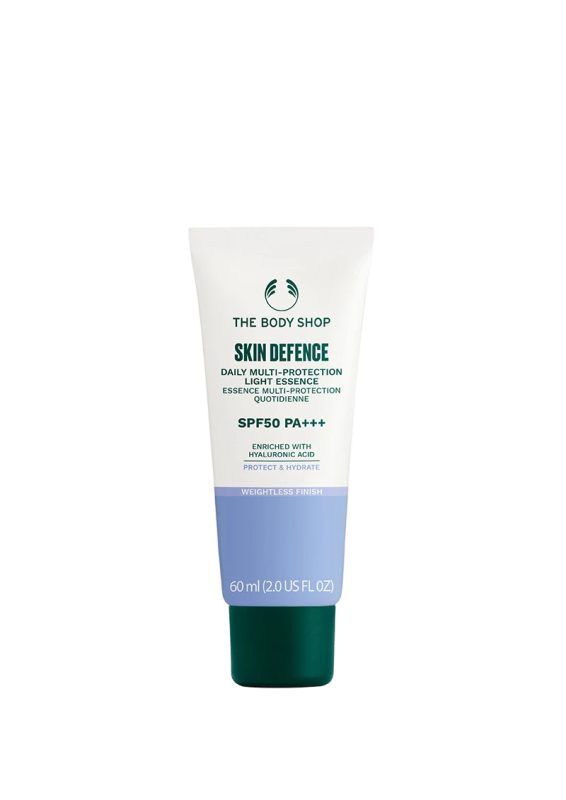 THE BODY SHOP
SKIN DEFENCE
DAILY MULTI-PROTECTION
LIGHT ESSENCE
ESSENCE MULTI-PROTECTION
QUOTIDIENNE
SPF50 PA+++
ENRICHED WITH
HYALURONIC ACID
PROTECT & HYDRATE
WEIGHTLESS FINISH
60 ml (2.0 US FL OZ)